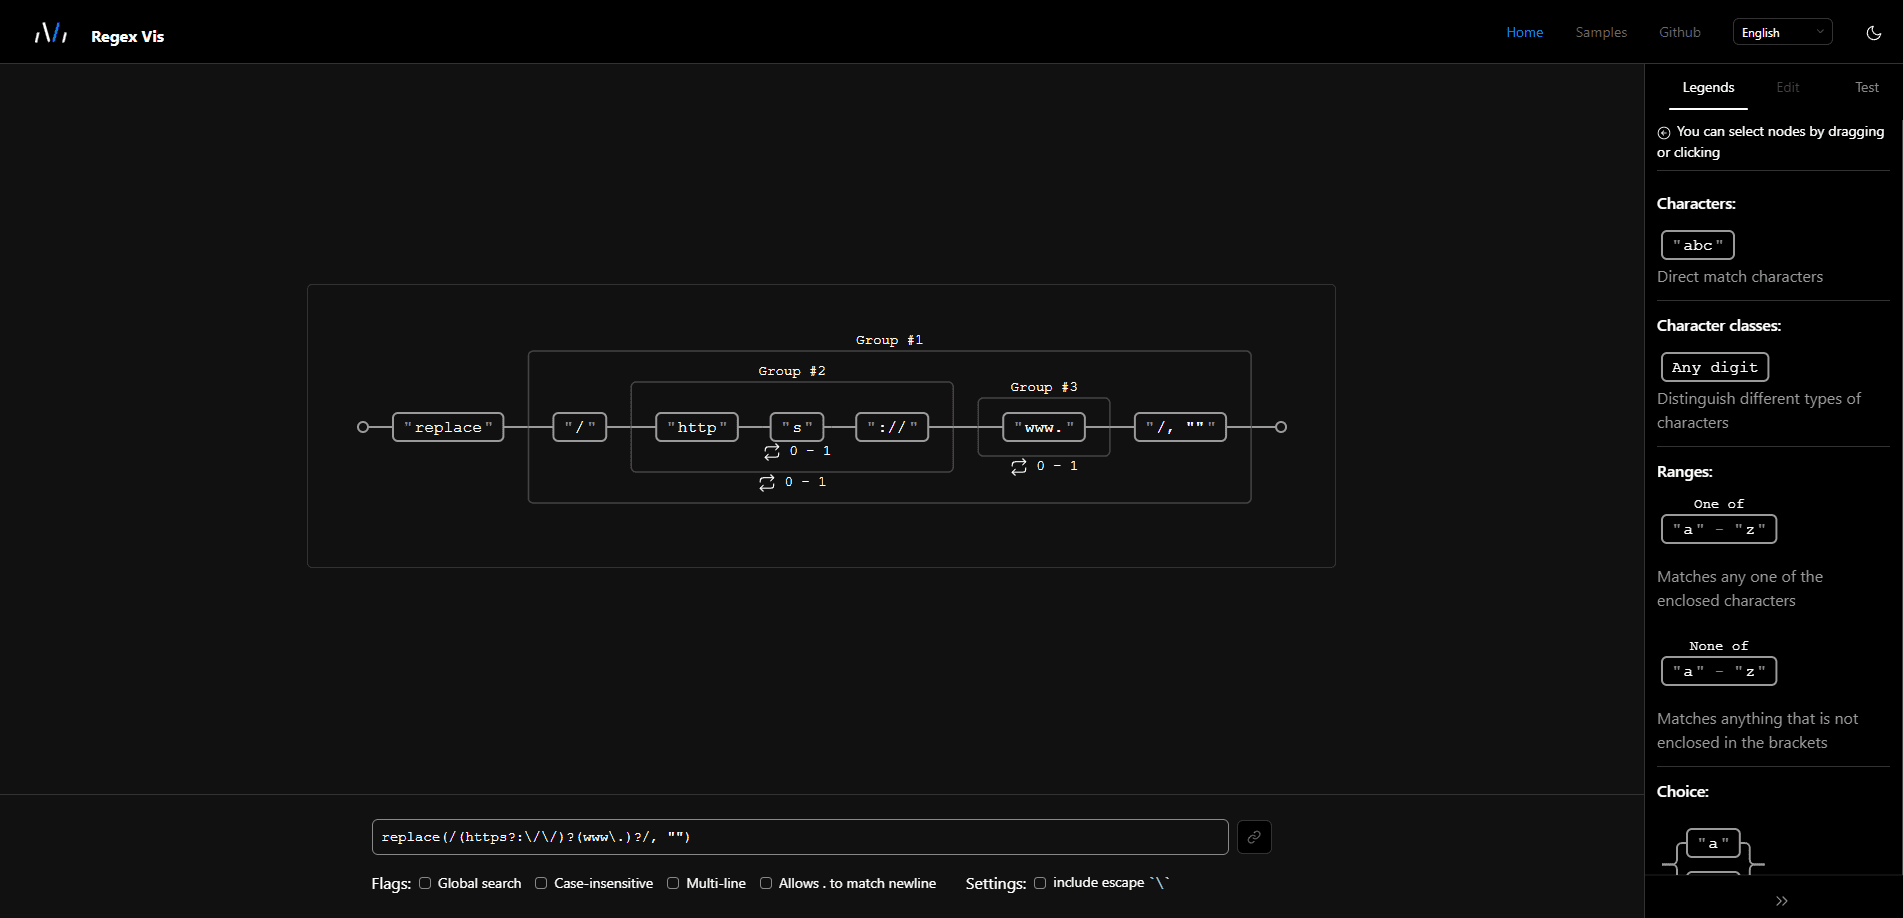 Regex Vis
Home
Samples
Github
English
Legends
Edit
Test
You can select nodes by dragging
or clicking
Characters:
"abc"
Direct match characters
Character classes:
Any digit
Distinguish different types of
characters
Ranges:
One of
"a" - "z"
Matches any one of the
enclosed characters
None of
"a" - "z"
Matches anything that is not
enclosed in the brackets
Choice:
"a"
Group #1
Group #2
Group #3
"replace"
"/"
"http"
"s"
"://"
"www."
"/, """
0 - 1
0 - 1
0 - 1
replace(/(https?:\/\/)?(www\.)?/, "")
Flags:
Global search
Case-insensitive
Multi-line
Allows . to match newline
Settings:
include escape `\`